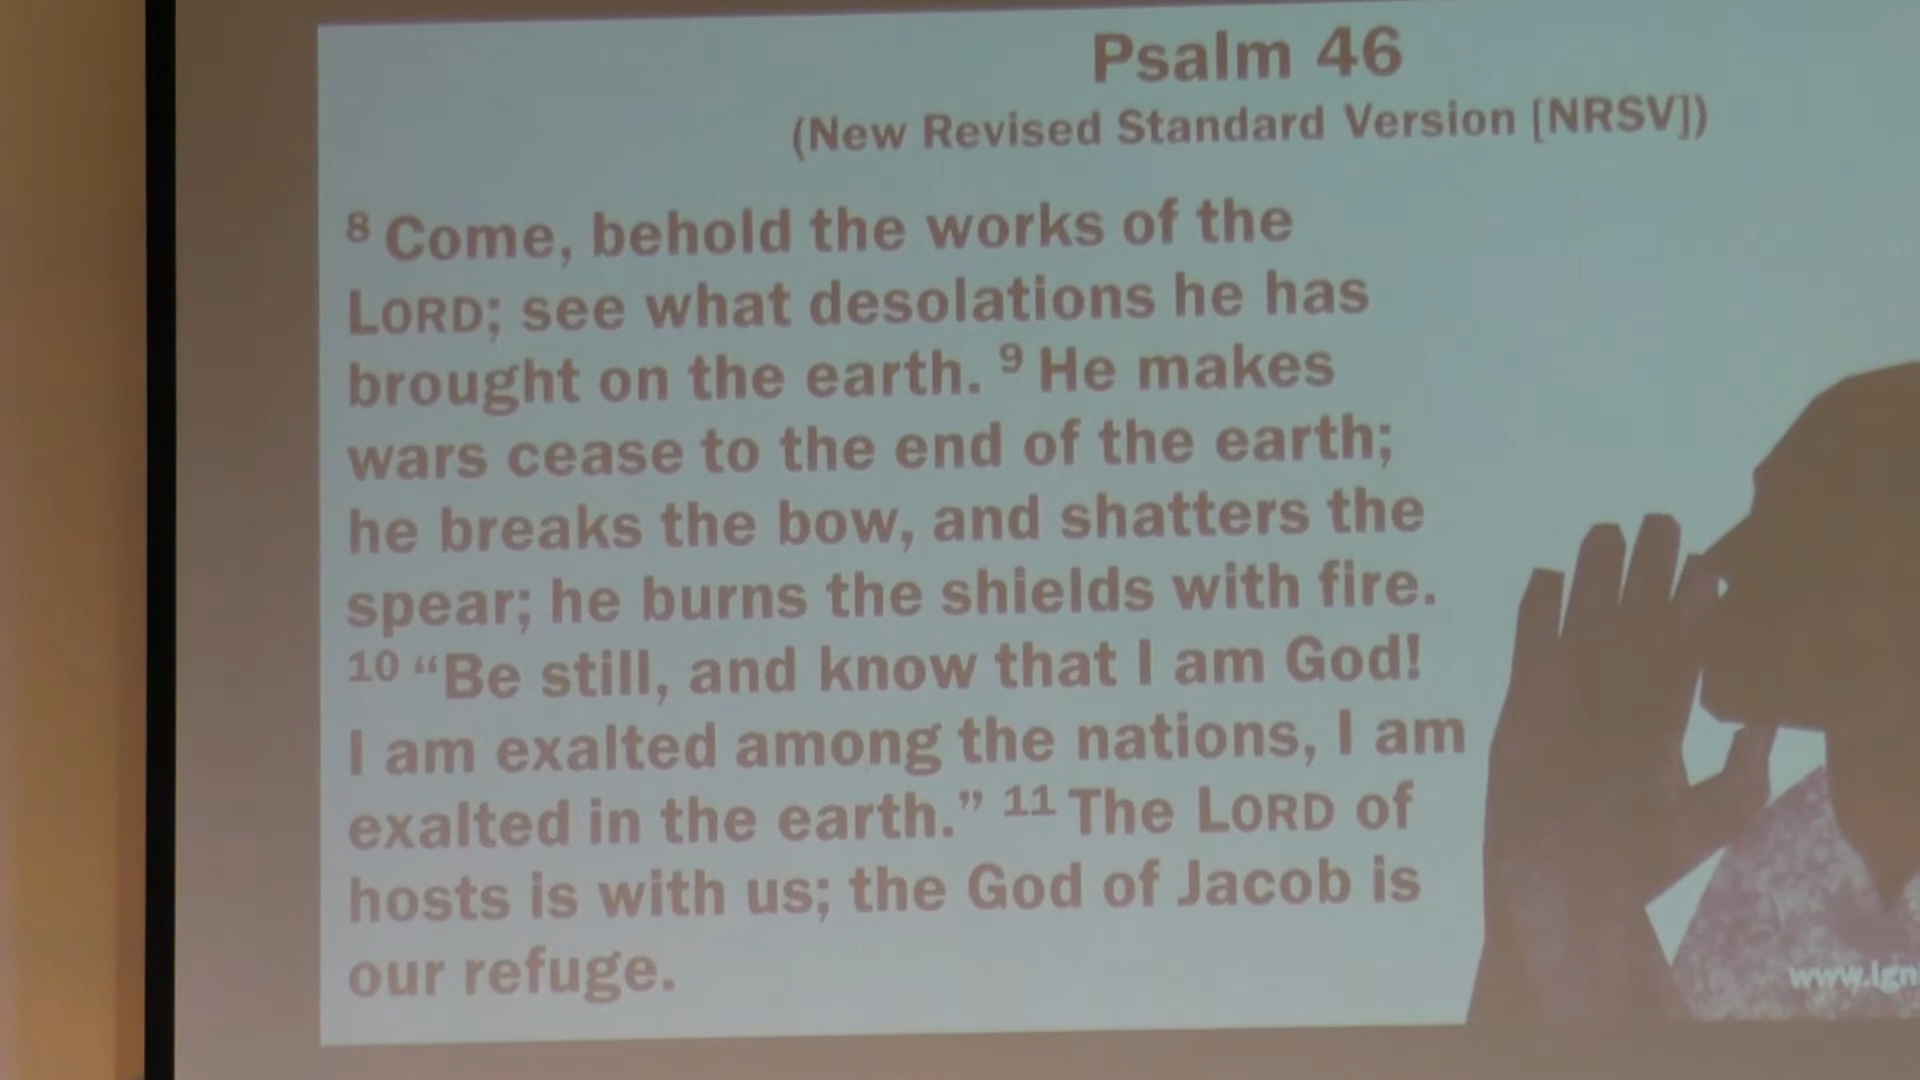 Psalm 46
(New Revised Standard Version [NRSV])
8 Come, behold the works of the
LORD; see what desolations he has
brought on the earth. 9 He makes
wars cease to the end of the earth;
he breaks the bow, and shatters the
spear; he burns the shields with fire.
10 “Be still, and know that I am God!
I am exalted among the nations, I am
exalted in the earth.” 11 The LORD of
hosts is with us; the God of Jacob is
our refuge.